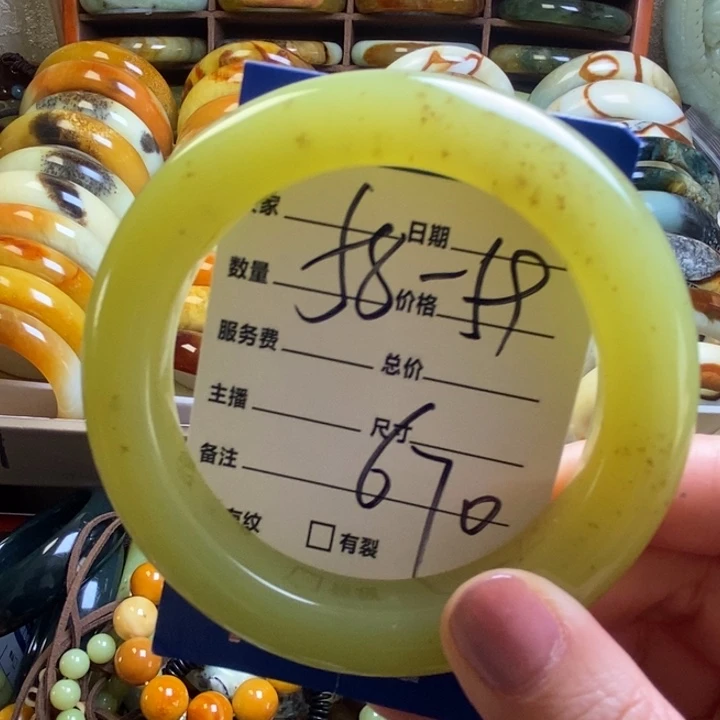 家 日期
58-59
数量 价格
服务费 总价
主播 尺寸
备注
670
有纹 □有裂